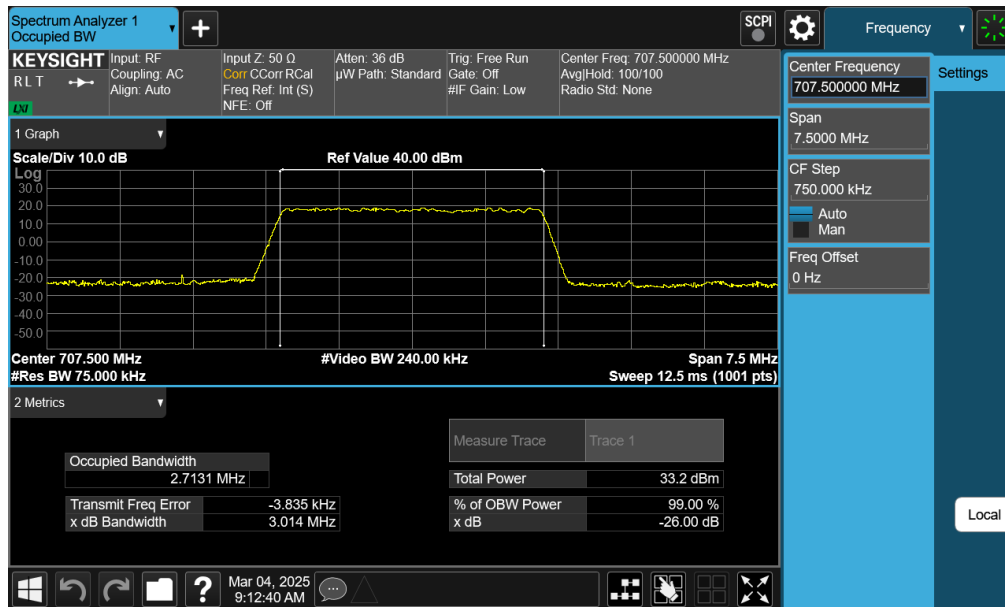 Spectrum Analyzer 1
Occupied BW
+
SCPI
Frequency
KEYSIGHT
R L T
LXI
Input: RF
Coupling: AC
Align: Auto
Input Z: 50 Ω
Corr CCorr RCal
Freq Ref: Int (S)
NFE: Off
Atten: 36 dB
µW Path: Standard
Trig: Free Run
Gate: Off
#IF Gain: Low
Center Freq: 707.500000 MHz
Avg|Hold: 100/100
Radio Std: None
Center Frequency
707.500000 MHz
Settings
Span
7.5000 MHz
CF Step
750.000 kHz
Auto
Man
Freq Offset
0 Hz
Local
1 Graph
Scale/Div 10.0 dB
Ref Value 40.00 dBm
Log
30.0
20.0
10.0
0.00
-10.0
-20.0
-30.0
-40.0
-50.0
Center 707.500 MHz
#Video BW 240.00 kHz
Span 7.5 MHz
#Res BW 75.000 kHz
Sweep 12.5 ms (1001 pts)
2 Metrics
Measure Trace Trace 1
Occupied Bandwidth
2.7131 MHz
Total Power 33.2 dBm
Transmit Freq Error -3.835 kHz
% of OBW Power 99.00 %
x dB Bandwidth 3.014 MHz
x dB -26.00 dB
?
Mar 04, 2025
9:12:40 AM